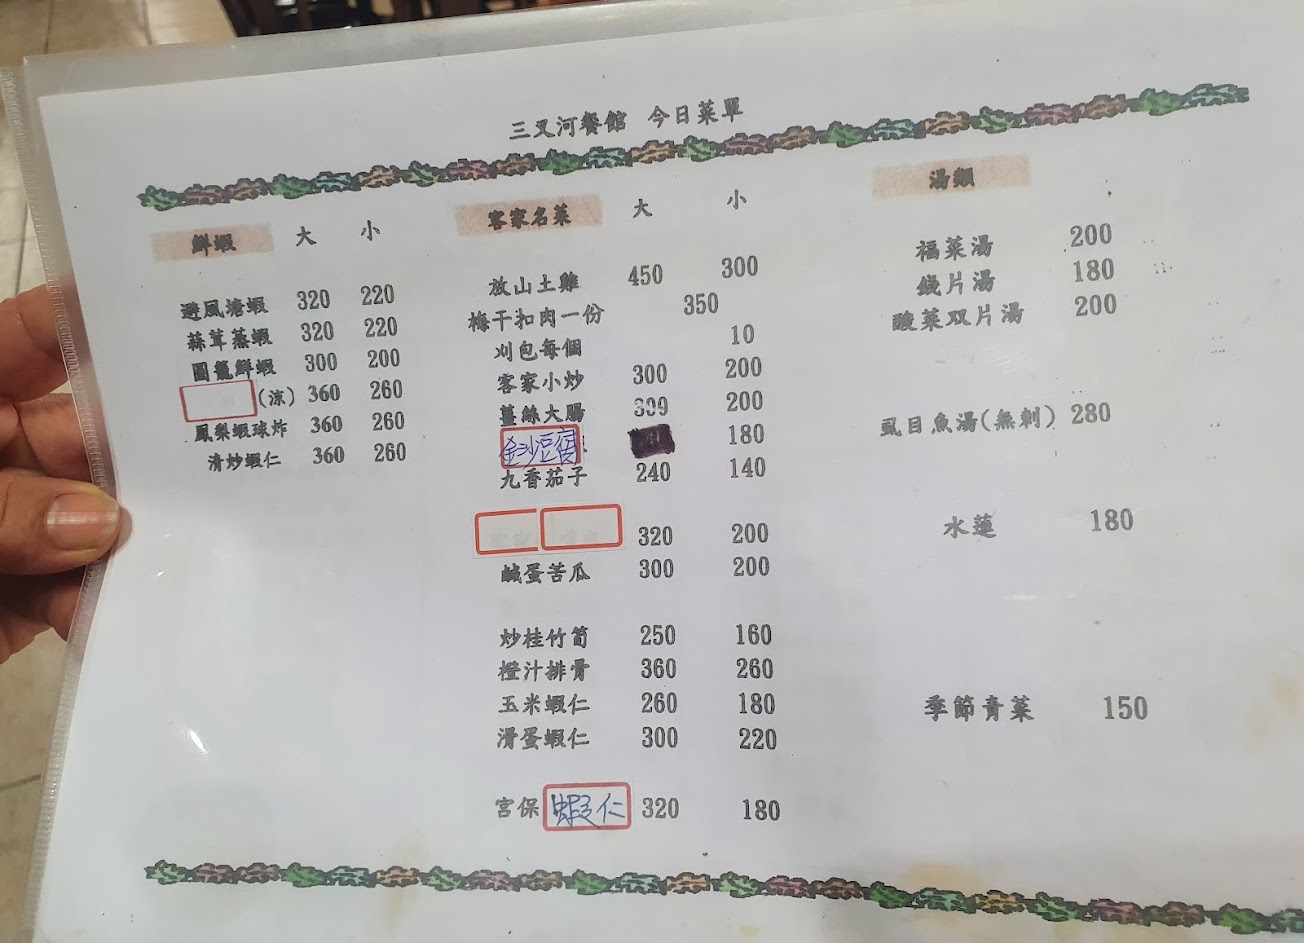 三叉河餐館 今日菜單
鮮蝦 大 小
避風塘蝦 320 220
蒜茸蒸蝦 320 220
圓籠鮮蝦 300 200
(涼) 360 260
鳳梨蝦球炸 360 260
清炒蝦仁 360 260
客家名菜 大 小
放山土雞 450 300
梅干扣肉一份 350
刈包每個 10
客家小炒 300 200
薑絲大腸 300 200
金沙豆腐 180
九香茄子 240 140
320 200
鹹蛋苦瓜 300 200
炒桂竹筍 250 160
橙汁排骨 360 260
玉米蝦仁 260 180
滑蛋蝦仁 300 220
宮保蝦仁 320 180
湯類
福菜湯 200
片湯 180
酸菜双片湯 200
虱目魚湯(無刺) 280
水蓮 180
季節青菜 150